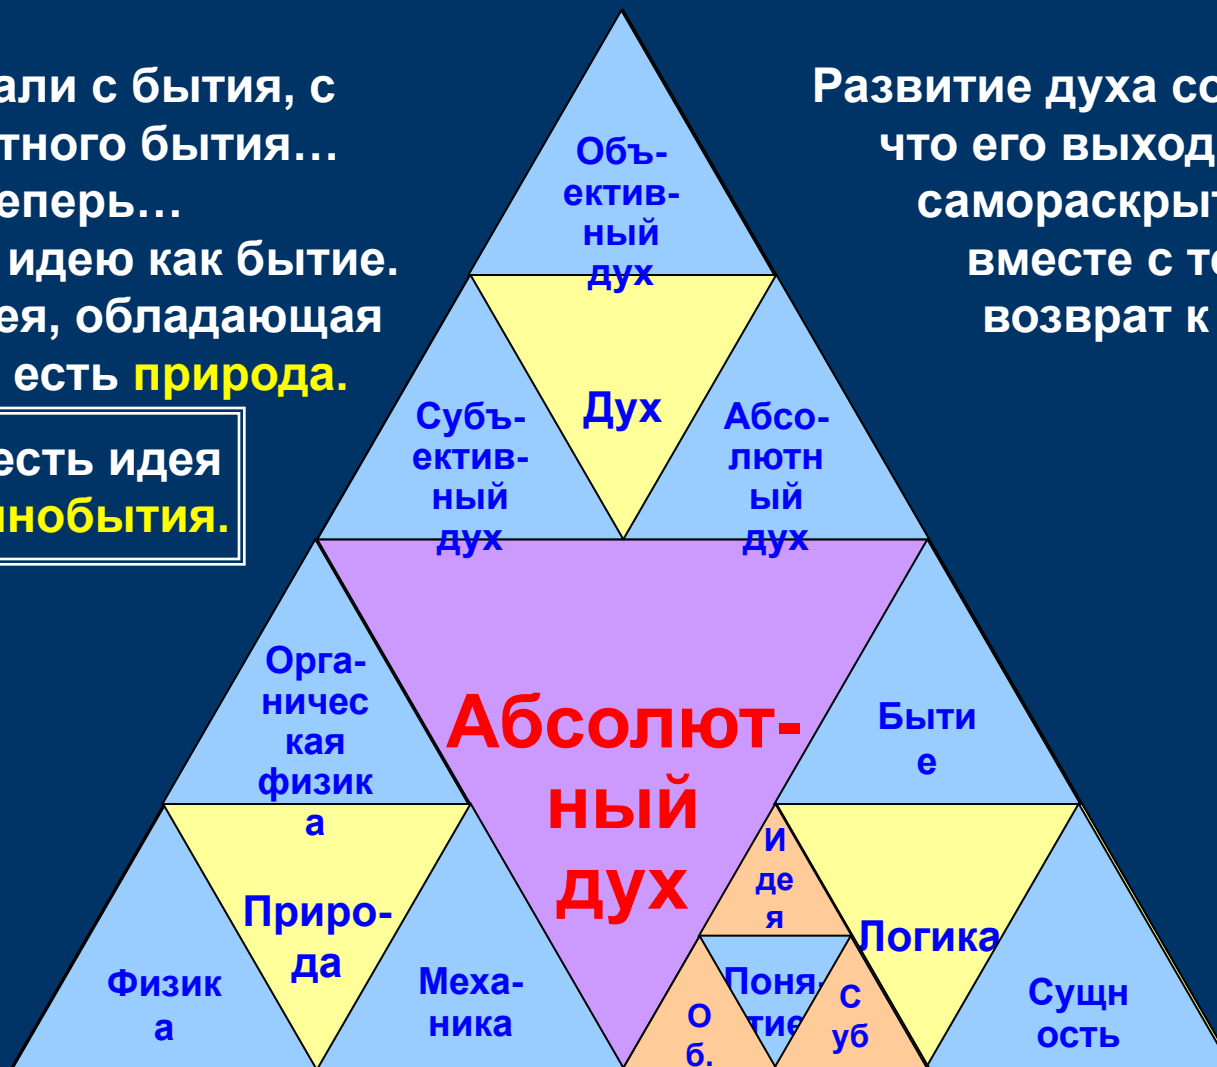 али с бытия, с
тного бытия…
еперь…
идею как бытие.
ея, обладающая
есть природа.
есть идея
инобытия.
Развитие духа со
что его выход
самораскрыт
вместе с те
возврат к
Объ-
ектив-
ный
дух
Субъ-
ектив-
ный
дух
Дух
Абсо-
лютн
ый
дух
Орга-
ничес
кая
физик
а
Абсолют-
ный
дух
Быти
е
Физик
а
Приро-
да
Меха-
ника
И
де
я
Поня-
тие
О
б.
С
уб
Логика
Сущн
ость